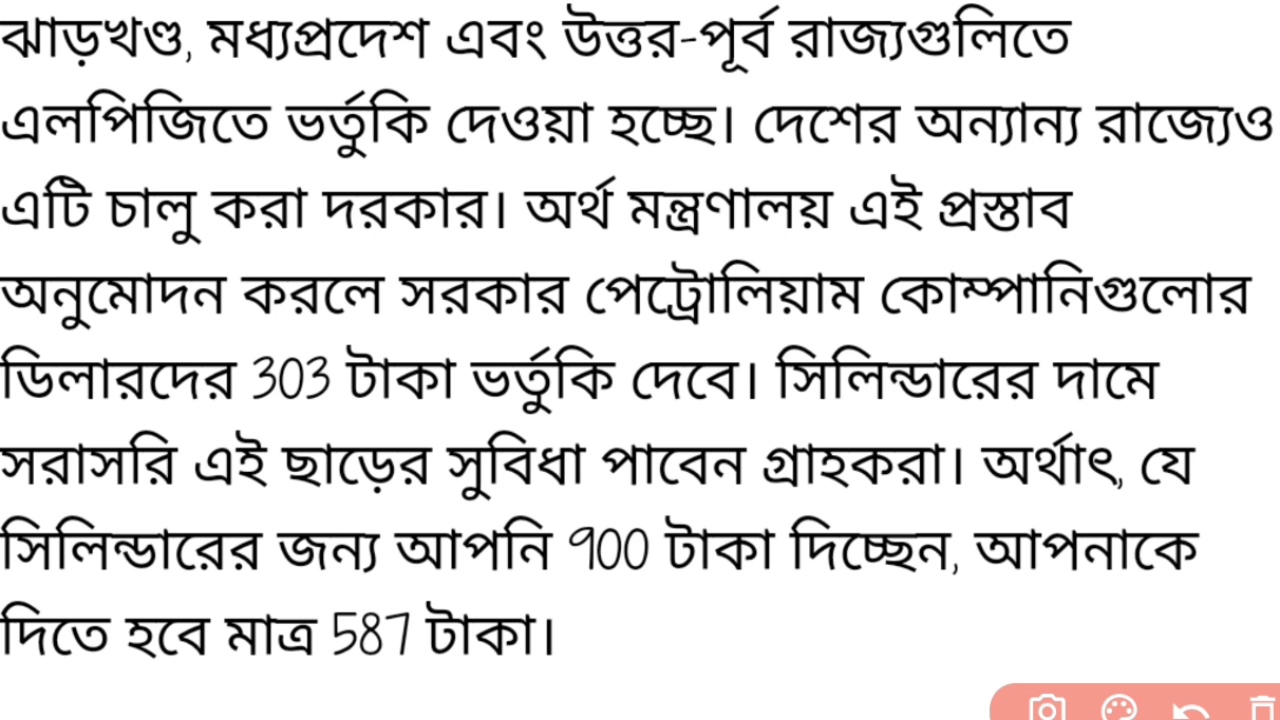 ঝাড়খণ্ড, মধ্যপ্রদেশ এবং উত্তর-পূর্ব রাজ্যগুলিতে
এলপিজিতে ভর্তুকি দেওয়া হচ্ছে। দেশের অন্যান্য রাজ্যেও
এটি চালু করা দরকার। অর্থ মন্ত্রণালয় এই প্রস্তাব
অনুমোদন করলে সরকার পেট্রোলিয়াম কোম্পানিগুলোর
ডিলারদের 303 টাকা ভর্তুকি দেবে। সিলিন্ডারের দামে
সরাসরি এই ছাড়ের সুবিধা পাবেন গ্রাহকরা। অর্থাৎ, যে
সিলিন্ডারের জন্য আপনি 900 টাকা দিচ্ছেন, আপনাকে
দিতে হবে মাত্র 587 টাকা।